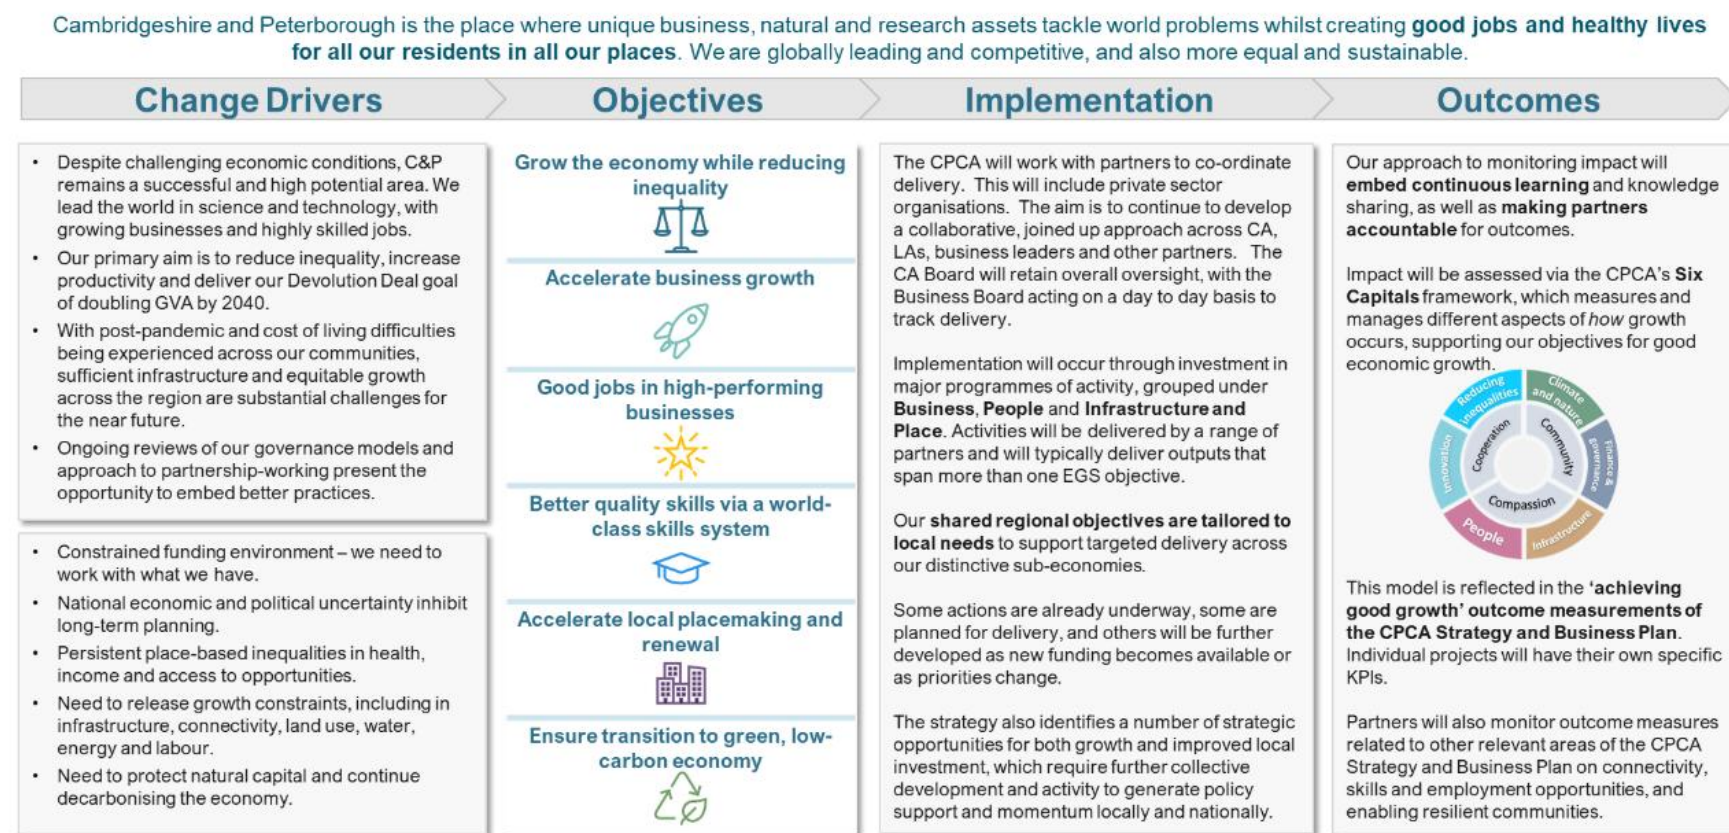 Cambridgeshire and Peterborough is the place where unique business, natural and research assets tackle world problems whilst creating good jobs and healthy lives
for all our residents in all our places. We are globally leading and competitive, and also more equal and sustainable.
Change Drivers
Objectives
Implementation
Outcomes
• Despite challenging economic conditions, C&P
remains a successful and high potential area. We
lead the world in science and technology, with
growing businesses and highly skilled jobs.
• Our primary aim is to reduce inequality, increase
productivity and deliver our Devolution Deal goal
of doubling GVA by 2040.
• With post-pandemic and cost of living difficulties
being experienced across our communities,
sufficient infrastructure and equitable growth
across the region are substantial challenges for
the near future.
• Ongoing reviews of our governance models and
approach to partnership-working present the
opportunity to embed better practices.
• Constrained funding environment – we need to
work with what we have.
• National economic and political uncertainty inhibit
long-term planning.
• Persistent place-based inequalities in health,
income and access to opportunities.
• Need to release growth constraints, including in
infrastructure, connectivity, land use, water,
energy and labour.
• Need to protect natural capital and continue
decarbonising the economy.
Grow the economy while reducing
inequality
Accelerate business growth
Good jobs in high-performing
businesses
Better quality skills via a world-
class skills system
Accelerate local placemaking and
renewal
Ensure transition to green, low-
carbon economy
The CPCA will work with partners to co-ordinate
delivery. This will include private sector
organisations. The aim is to continue to develop
a collaborative, joined up approach across CA,
LAs, business leaders and other partners. The
CA Board will retain overall oversight, with the
Business Board acting on a day to day basis to
track delivery.
Implementation will occur through investment in
major programmes of activity, grouped under
Business, People and Infrastructure and
Place. Activities will be delivered by a range of
partners and will typically deliver outputs that
span more than one EGS objective.
Our shared regional objectives are tailored to
local needs to support targeted delivery across
our distinctive sub-economies.
Some actions are already underway, some are
planned for delivery, and others will be further
developed as new funding becomes available or
as priorities change.
The strategy also identifies a number of strategic
opportunities for both growth and improved local
investment, which require further collective
development and activity to generate policy
support and momentum locally and nationally.
Our approach to monitoring impact will
embed continuous learning and knowledge
sharing, as well as making partners
accountable for outcomes.
Impact will be assessed via the CPCA's Six
Capitals framework, which measures and
manages different aspects of how growth
occurs, supporting our objectives for good
economic growth.
Reducing
inequalities
Climate
and nature
Finance &
governance
Infrastructure
People
Innovation
Cooperation
Community
Compassion
This model is reflected in the ‘achieving
good growth’ outcome measurements of
the CPCA Strategy and Business Plan.
Individual projects will have their own specific
KPIs.
Partners will also monitor outcome measures
related to other relevant areas of the CPCA
Strategy and Business Plan on connectivity,
skills and employment opportunities, and
enabling resilient communities.